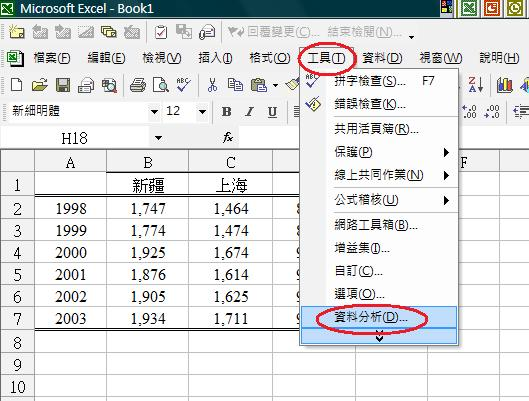 Microsoft Excel - Book1
回覆變更(C)... 結束檢閱(N)...
檔案(F) 編輯(E) 檢視(V) 插入(I) 格式(O) 工具(T) 資料(D) 視窗(W) 說明(H)
新細明體 12 B I U
H18 fx
A B C F
1 新疆 上海
2 1998 1,747 1,464
3 1999 1,774 1,474
4 2000 1,925 1,674
5 2001 1,876 1,614
6 2002 1,905 1,625
7 2003 1,934 1,711
8
9
10
拼字檢查(S)... F7
錯誤檢查(K)...
共用活頁簿(R)...
保護(P)
線上共同作業(N)
公式稽核(U)
網路工具箱(B)...
增益集(I)...
自訂(C)...
選項(O)...
資料分析(D)...